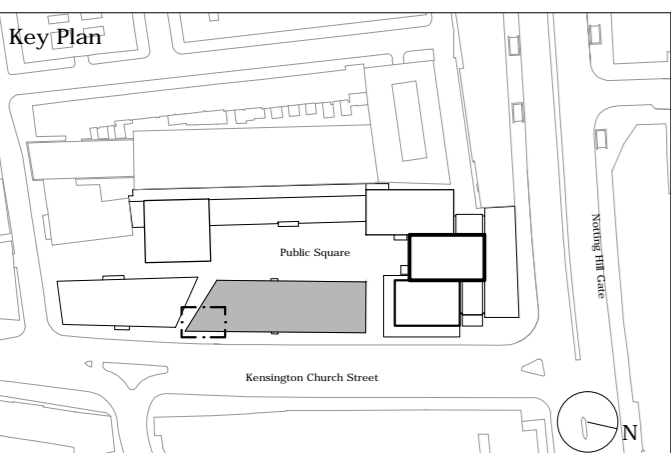 Key Plan
Public Square
Notting Hill Gate
Kensington Church Street
N